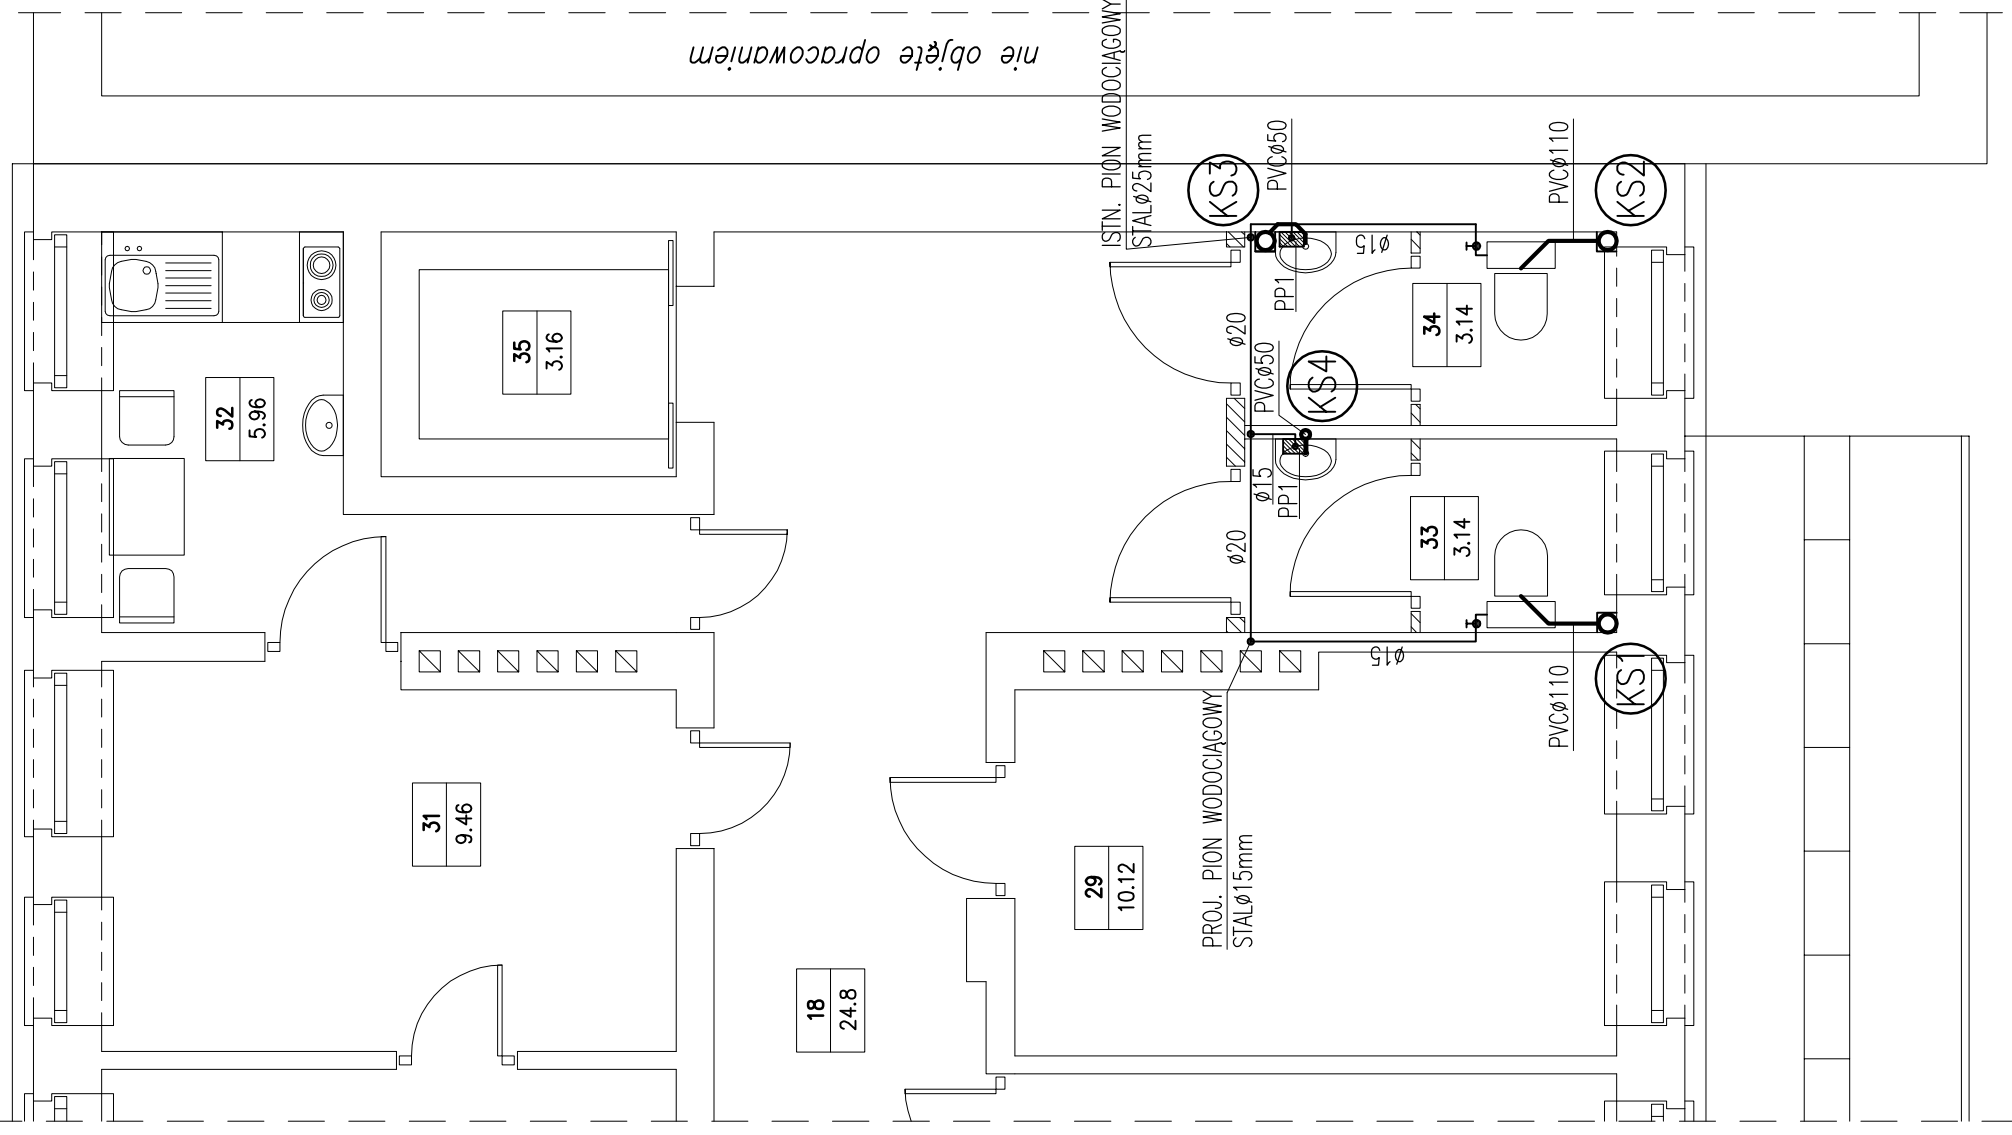 nie objęte opracowaniem
ISTN. PION WODOCIĄGOWY
STALø25mm
KS3
PVCø50
PVCø110
KS2
ø15
PP1
ø20
34
3.14
35
3.16
32
5.96
PVCø50
KS4
ø15
PP1
ø20
33
3.14
ø15
PVCø110
KS1
PROJ. PION WODOCIĄGOWY
STALø15mm
31
9.46
29
10.12
18
24.8